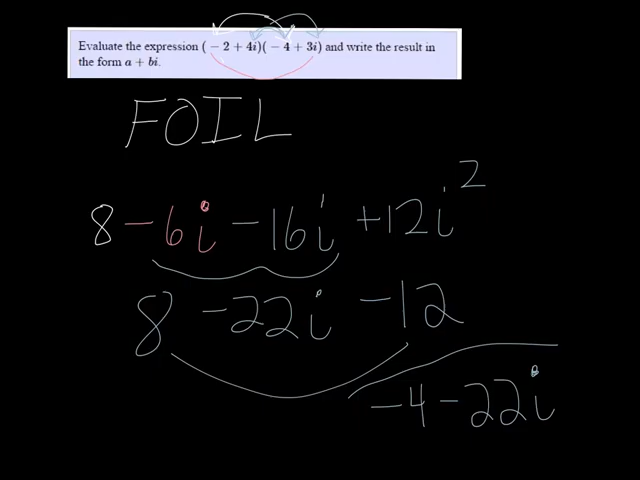 Evaluate the expression (−2 + 4i)(−4 + 3i) and write the result in
the form a + bi.
FOIL
8 − 6i − 16i + 12i²
8 − 22i − 12
−4 − 22i